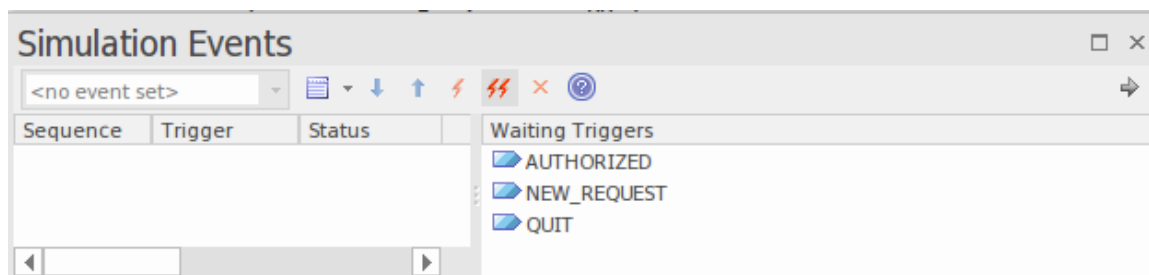 Simulation Events
<no event set>
Sequence Trigger Status
Waiting Triggers
AUTHORIZED
NEW_REQUEST
QUIT